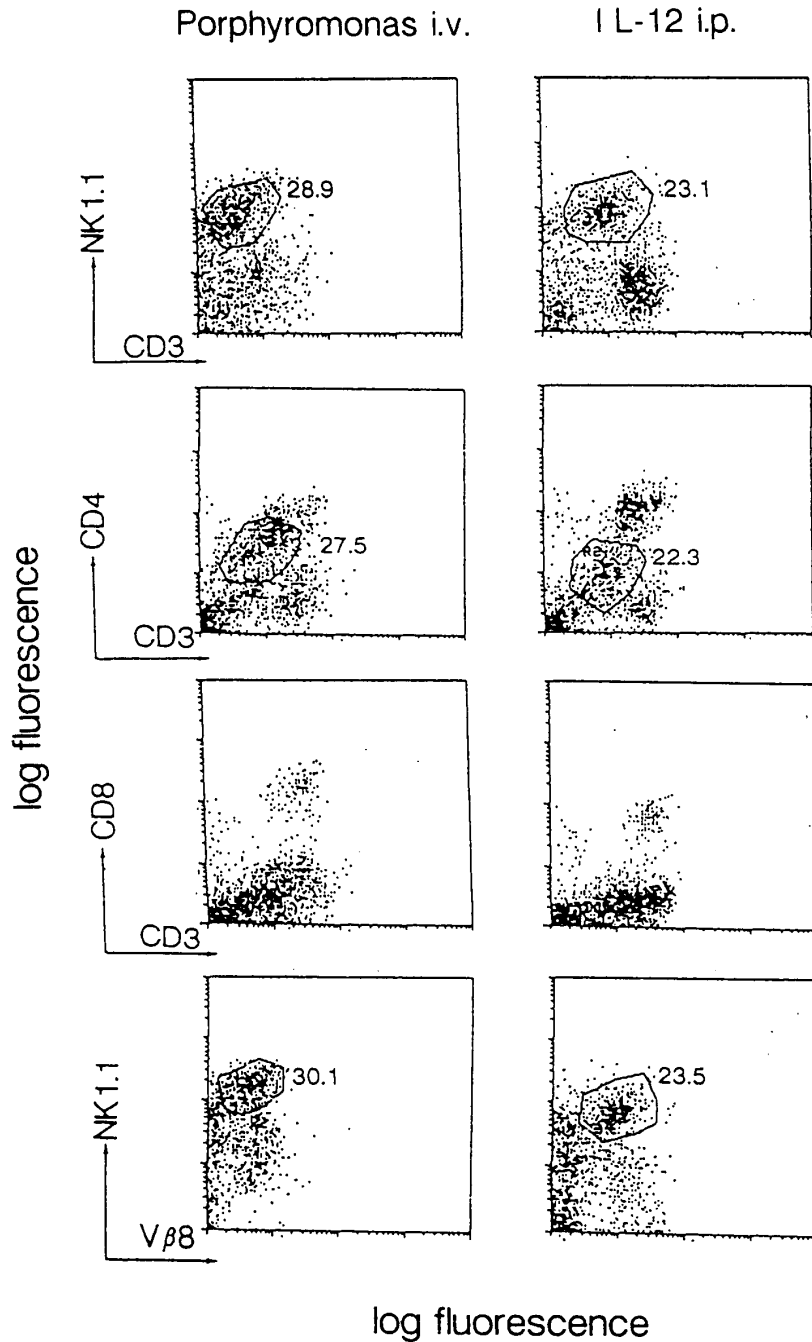 Porphyromonas i.v.
I L-12 i.p.
NK1.1
28.9
23.1
CD3
CD4
27.5
22.3
CD3
log fluorescence
CD8
CD3
NK1.1
30.1
23.5
Vβ8
log fluorescence